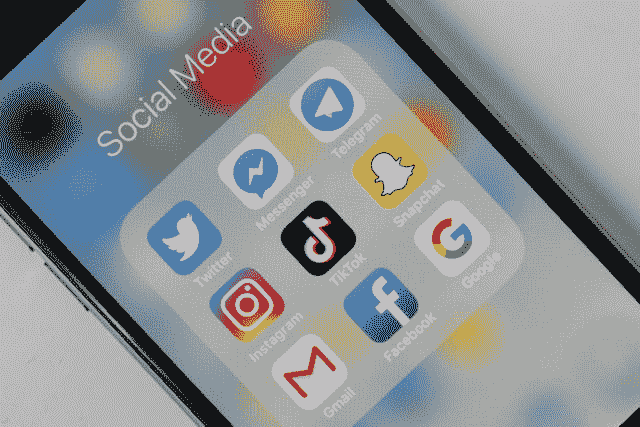 Social Media
Twitter
Messenger
Telegram
Instagram
TikTok
Snapchat
Gmail
Facebook
Google